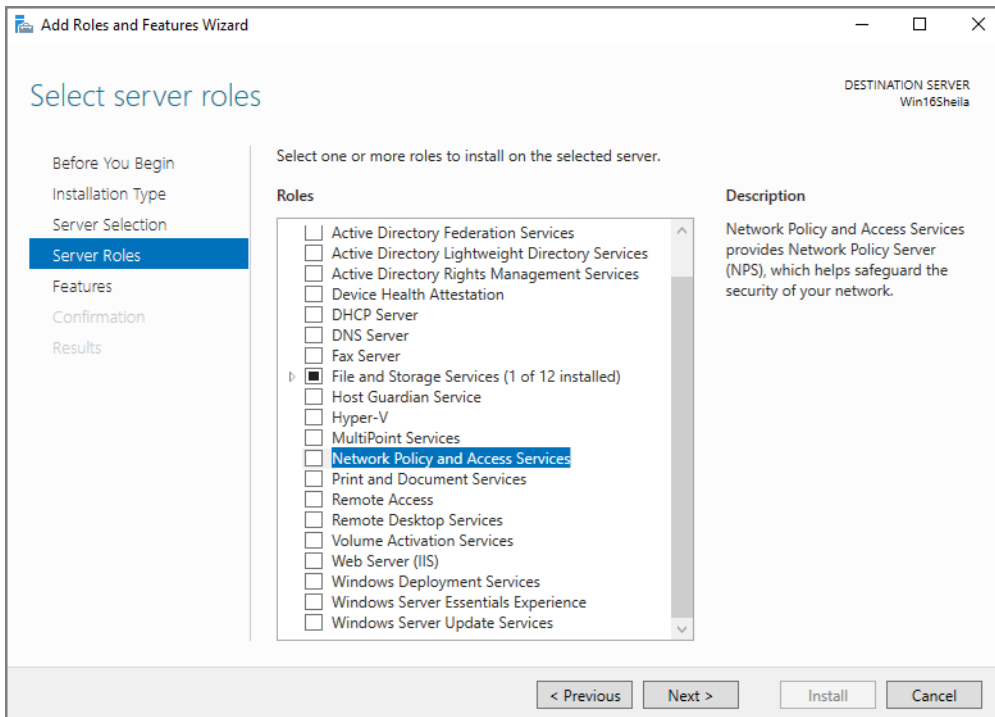 Add Roles and Features Wizard
Select server roles
DESTINATION SERVER
Win16Sheila
Before You Begin
Installation Type
Server Selection
Server Roles
Features
Confirmation
Results
Select one or more roles to install on the selected server.
Roles
Active Directory Federation Services
Active Directory Lightweight Directory Services
Active Directory Rights Management Services
Device Health Attestation
DHCP Server
DNS Server
Fax Server
File and Storage Services (1 of 12 installed)
Host Guardian Service
Hyper-V
MultiPoint Services
Network Policy and Access Services
Print and Document Services
Remote Access
Remote Desktop Services
Volume Activation Services
Web Server (IIS)
Windows Deployment Services
Windows Server Essentials Experience
Windows Server Update Services
Description
Network Policy and Access Services
provides Network Policy Server
(NPS), which helps safeguard the
security of your network.
< Previous
Next >
Install
Cancel